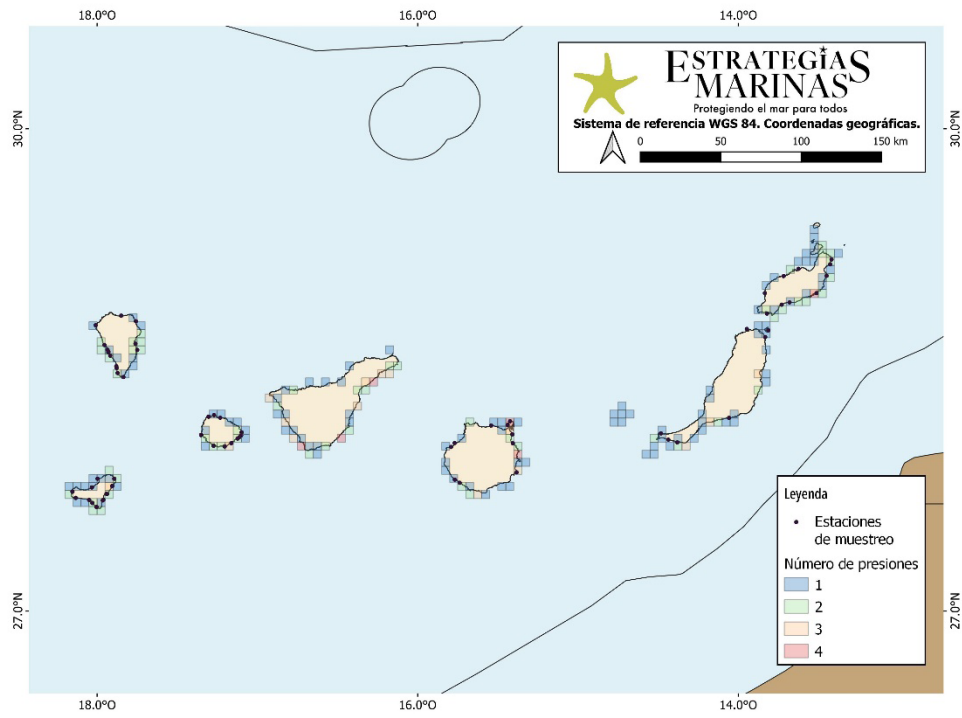 18.0°O 16.0°O 14.0°O
ESTRATEGIAS
MARINAS
Protegiendo el mar para todos
Sistema de referencia WGS 84. Coordenadas geográficas.
0 50 100 150 km
30.0°N 30.0°N
Leyenda
Estaciones
de muestreo
Número de presiones
1
2
3
4
27.0°N 27.0°N
18.0°O 16.0°O 14.0°O